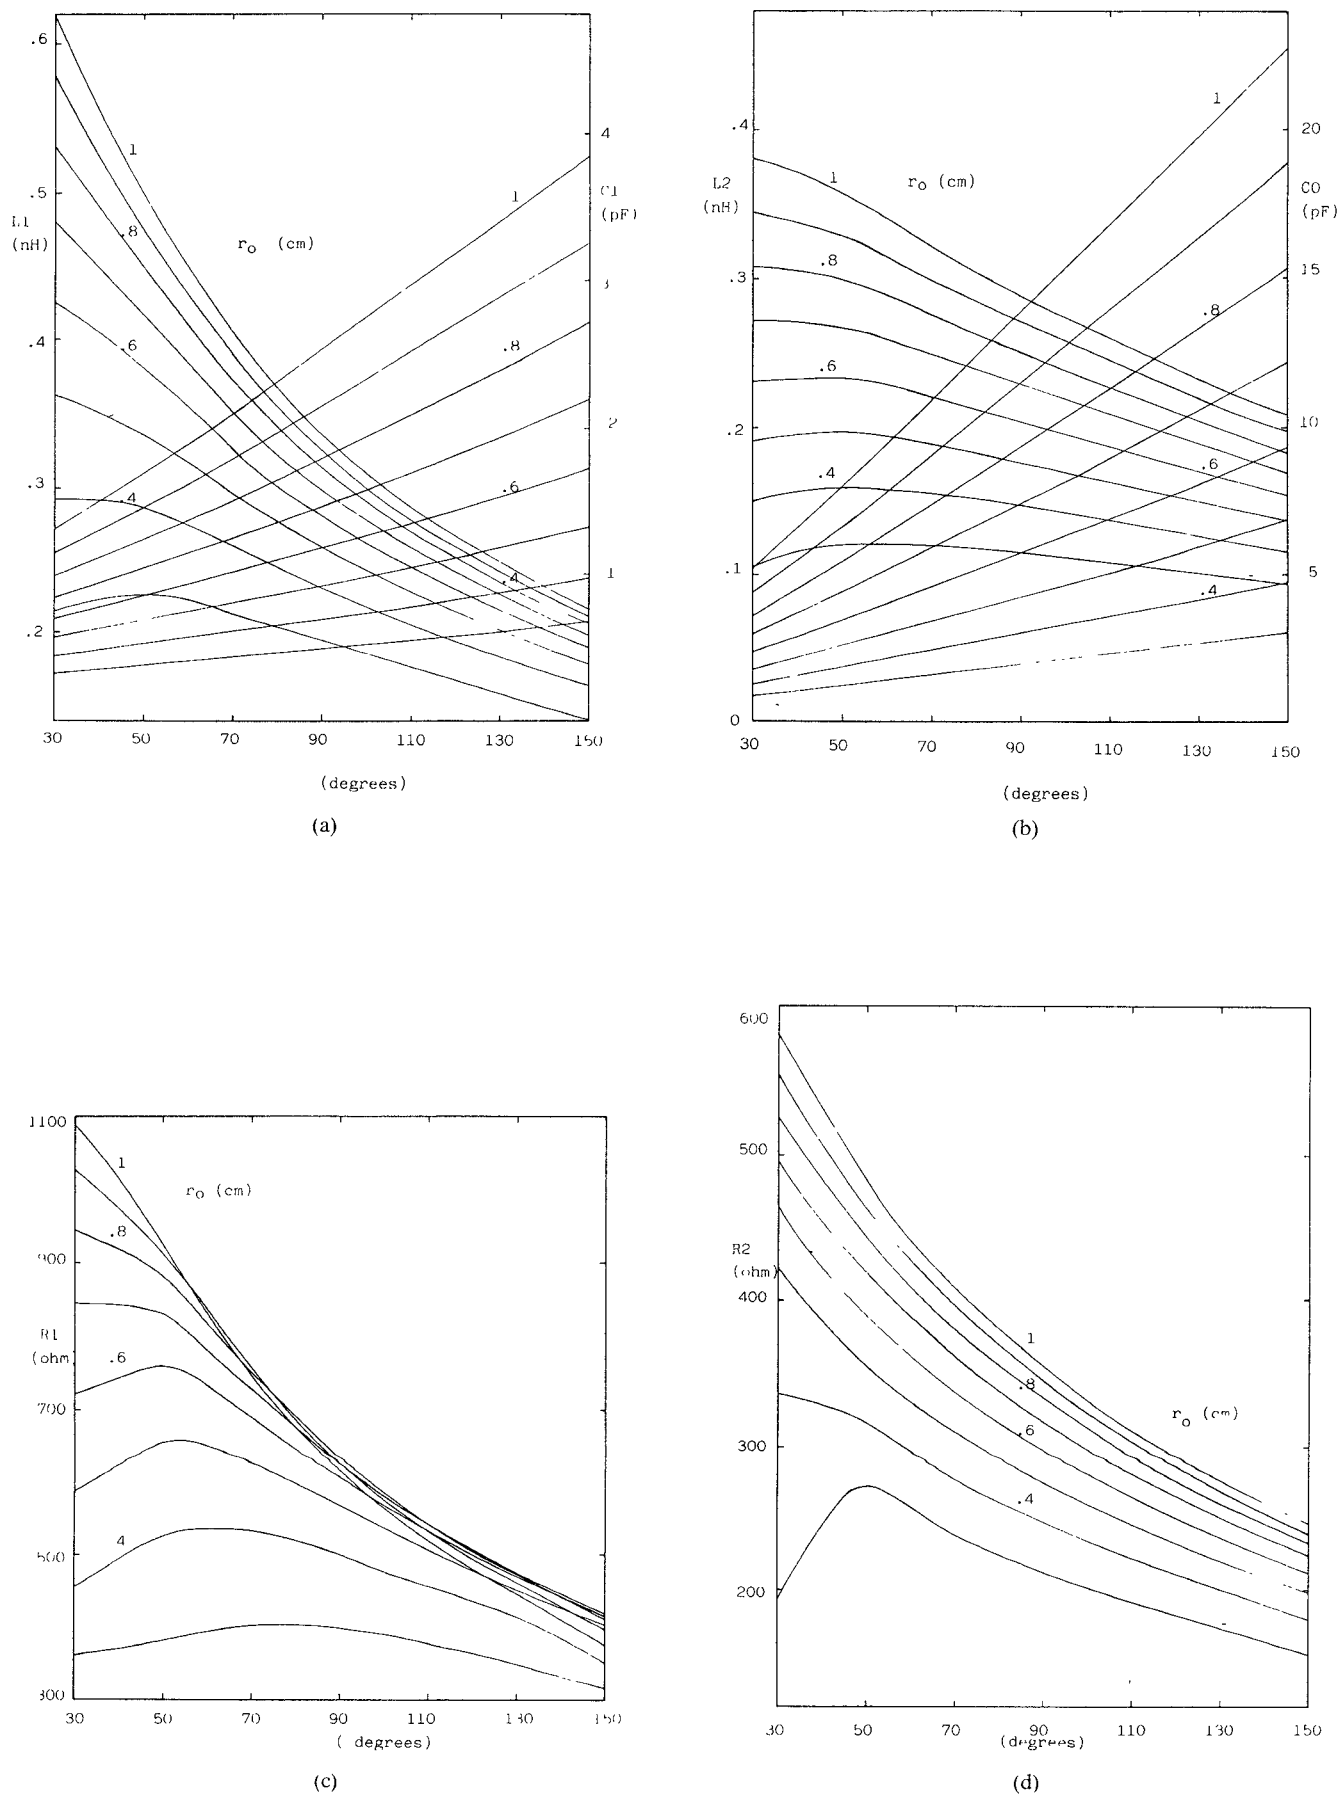 .6
.5
L1
(nH)
.4
.3
.2
1
.8
.6
.4
r₀ (cm)
1
.8
.6
.4
4
(pF)
2
1
30 50 70 90 110 130 150
(degrees)
(a)
.4
L2
(nH)
.3
.2
.1
0
1
.8
.6
.4
r₀ (cm)
1
.8
.6
.4
20
CO
(pF)
15
10
5
30 50 70 90 110 130 150
(degrees)
(b)
1100
900
R1
(ohm
700
500
300
1
.8
.6
4
r₀ (cm)
30 50 70 90 110 130 150
( degrees)
(c)
600
500
R2
(ohm)
400
300
200
1
.8
.6
.4
r₀ (cm)
30 50 70 90 110 130 150
(degrees)
(d)